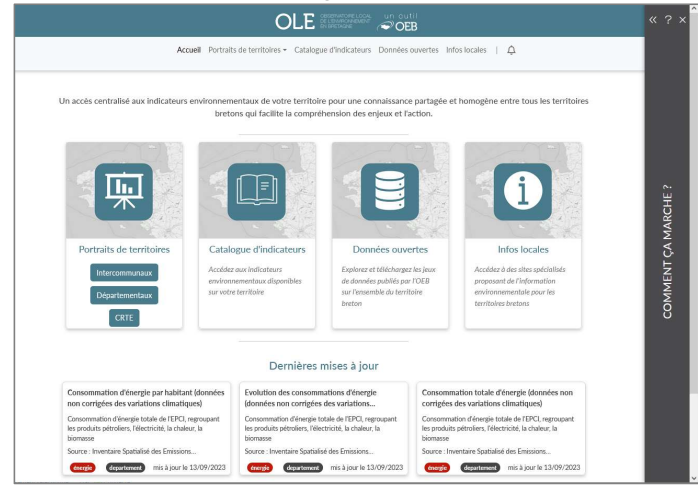 OLE OBSERVATOIRE LOCAL DE L'ENVIRONNEMENT EN BRETAGNE un outil OEB
« ? ×
Accueil Portraits de territoires Catalogue d'indicateurs Données ouvertes Infos locales |
Un accès centralisé aux indicateurs environnementaux de votre territoire pour une connaissance partagée et homogène entre tous les territoires
bretons qui facilite la compréhension des enjeux et l'action.
Portraits de territoires
Intercommunaux
Départementaux
CRTE
Catalogue d'indicateurs
Accédez aux indicateurs
environnementaux disponibles
sur votre territoire
Données ouvertes
Explorez et téléchargez les jeux
de données publiés par l'OEB
sur l'ensemble du territoire
breton
Infos locales
Accédez à des sites spécialisés
proposant de l'information
environnementale pour les
territoires bretons
COMMENT ÇA MARCHE ?
Dernières mises à jour
Consommation d'énergie par habitant (données
non corrigées des variations climatiques)
Consommation d'énergie totale de l'EPCI, regroupant
les produits pétroliers, l'électricité, la chaleur, la
biomasse
Source : Inventaire Spatialisé des Emissions...
énergie departement mis à jour le 13/09/2023
Evolution des consommations d'énergie
(données non corrigées des variations...
Consommation d'énergie totale de l'EPCI, regroupant
les produits pétroliers, l'électricité, la chaleur, la
biomasse
Source : Inventaire Spatialisé des Emissions...
énergie departement mis à jour le 13/09/2023
Consommation totale d'énergie (données non
corrigées des variations climatiques)
Consommation d'énergie totale de l'EPCI, regroupant
les produits pétroliers, l'électricité, la chaleur, la
biomasse
Source : Inventaire Spatialisé des Emissions...
énergie departement mis à jour le 13/09/2023